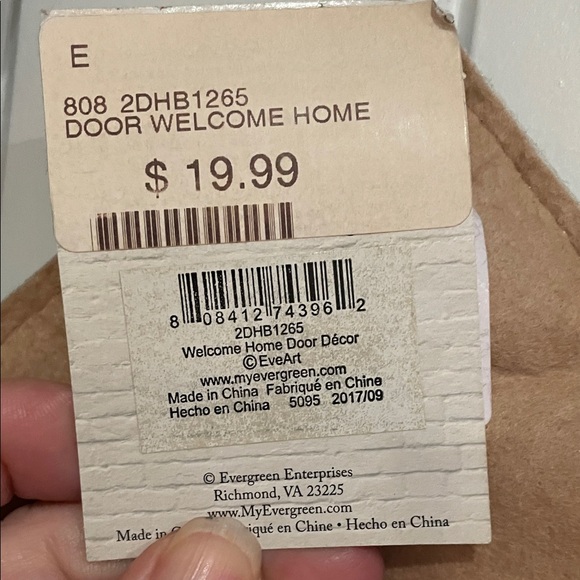 E
808 2DHB1265
DOOR WELCOME HOME
$ 19.99
8 08412 74396 2
2DHB1265
Welcome Home Door Décor
©EveArt
www.myevergreen.com
Made in China Fabriqué en Chine
Hecho en China 5095 2017/09
© Evergreen Enterprises
Richmond, VA 23225
www.MyEvergreen.com
Made in en Chine • Hecho en China